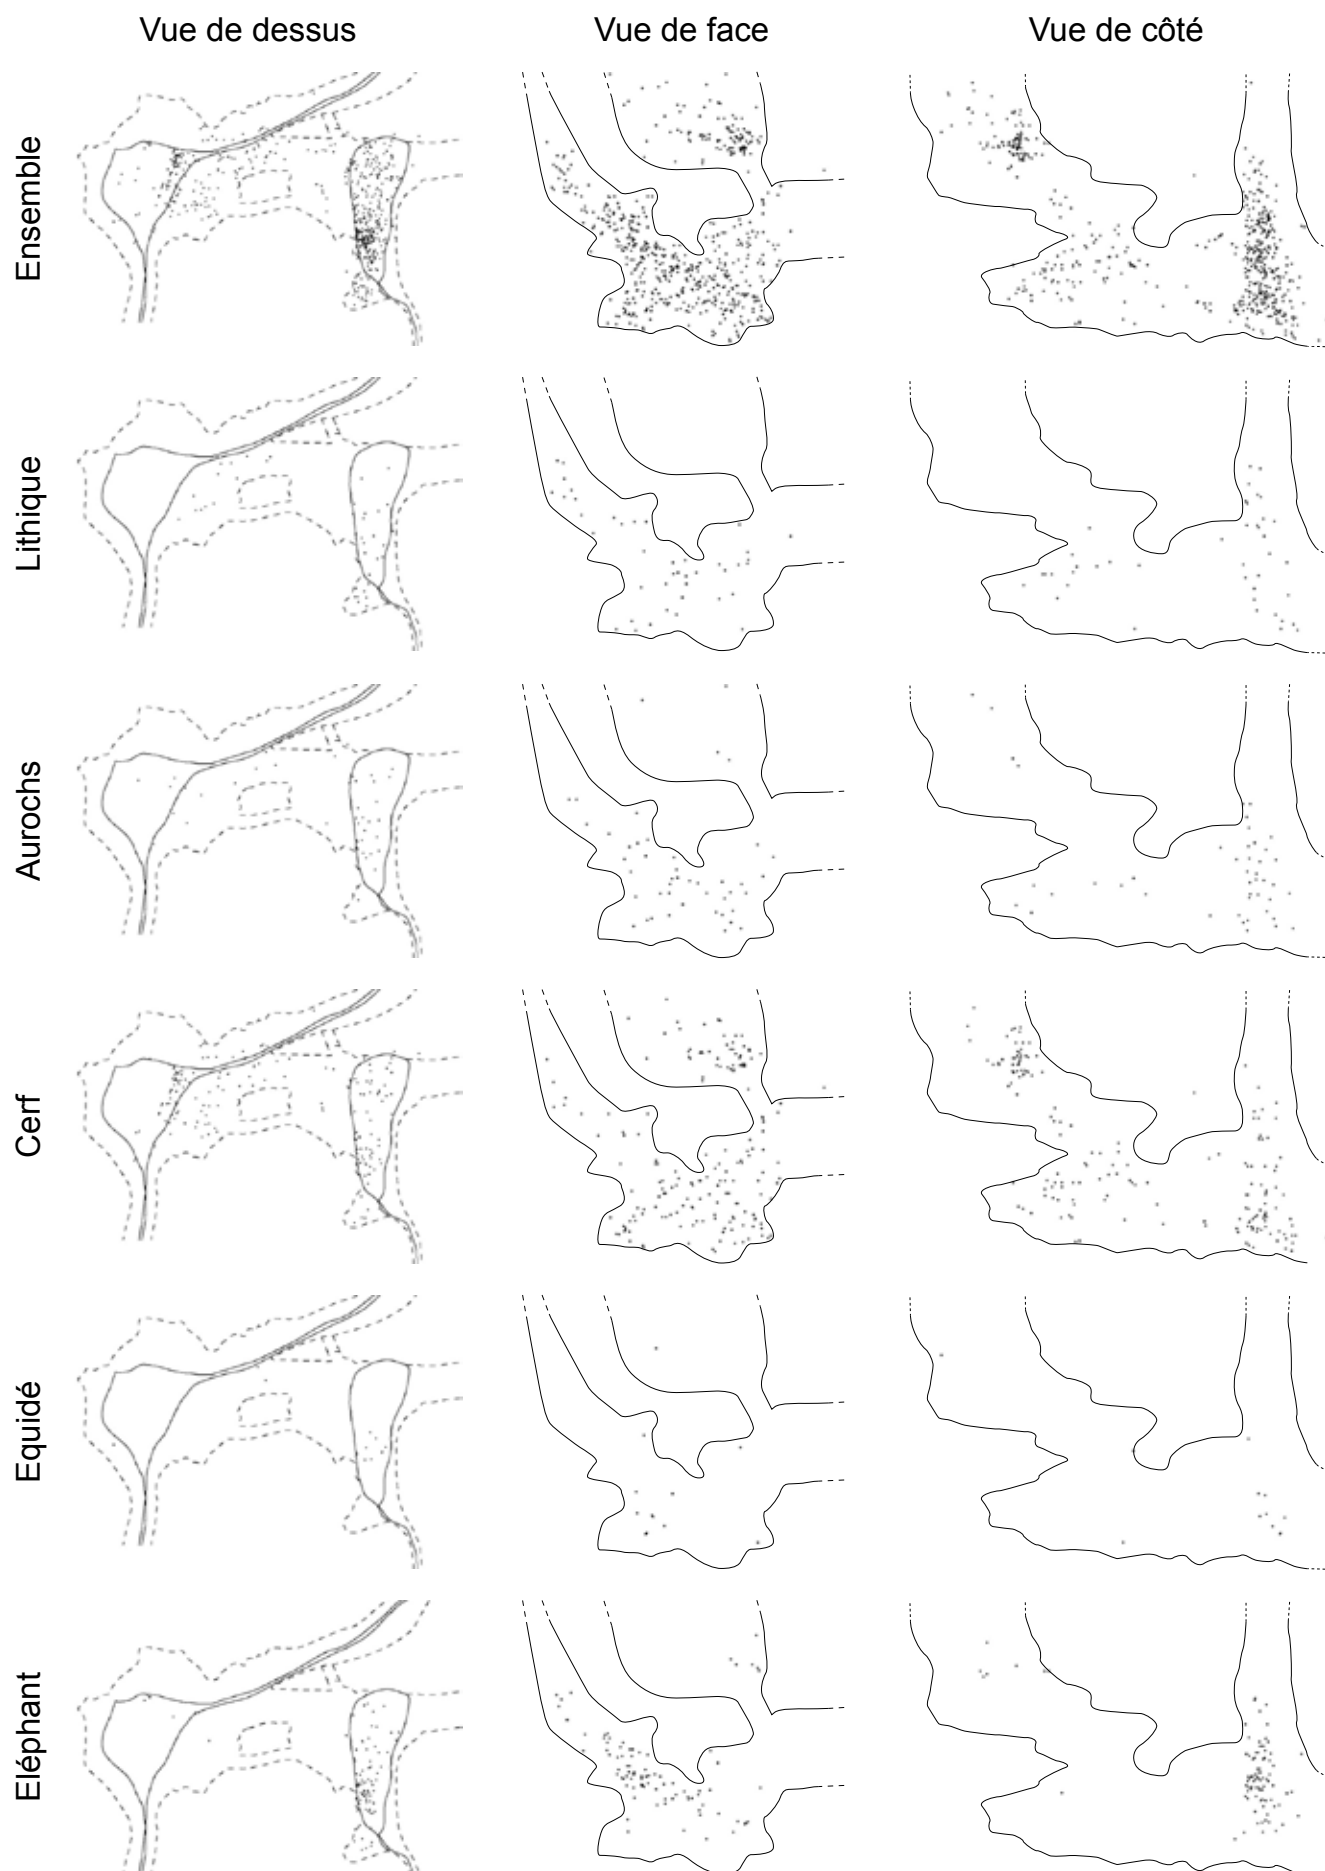 Vue de dessus
Vue de face
Vue de côté
Ensemble
Lithique
Aurochs
Cerf
Equidé
Eléphant